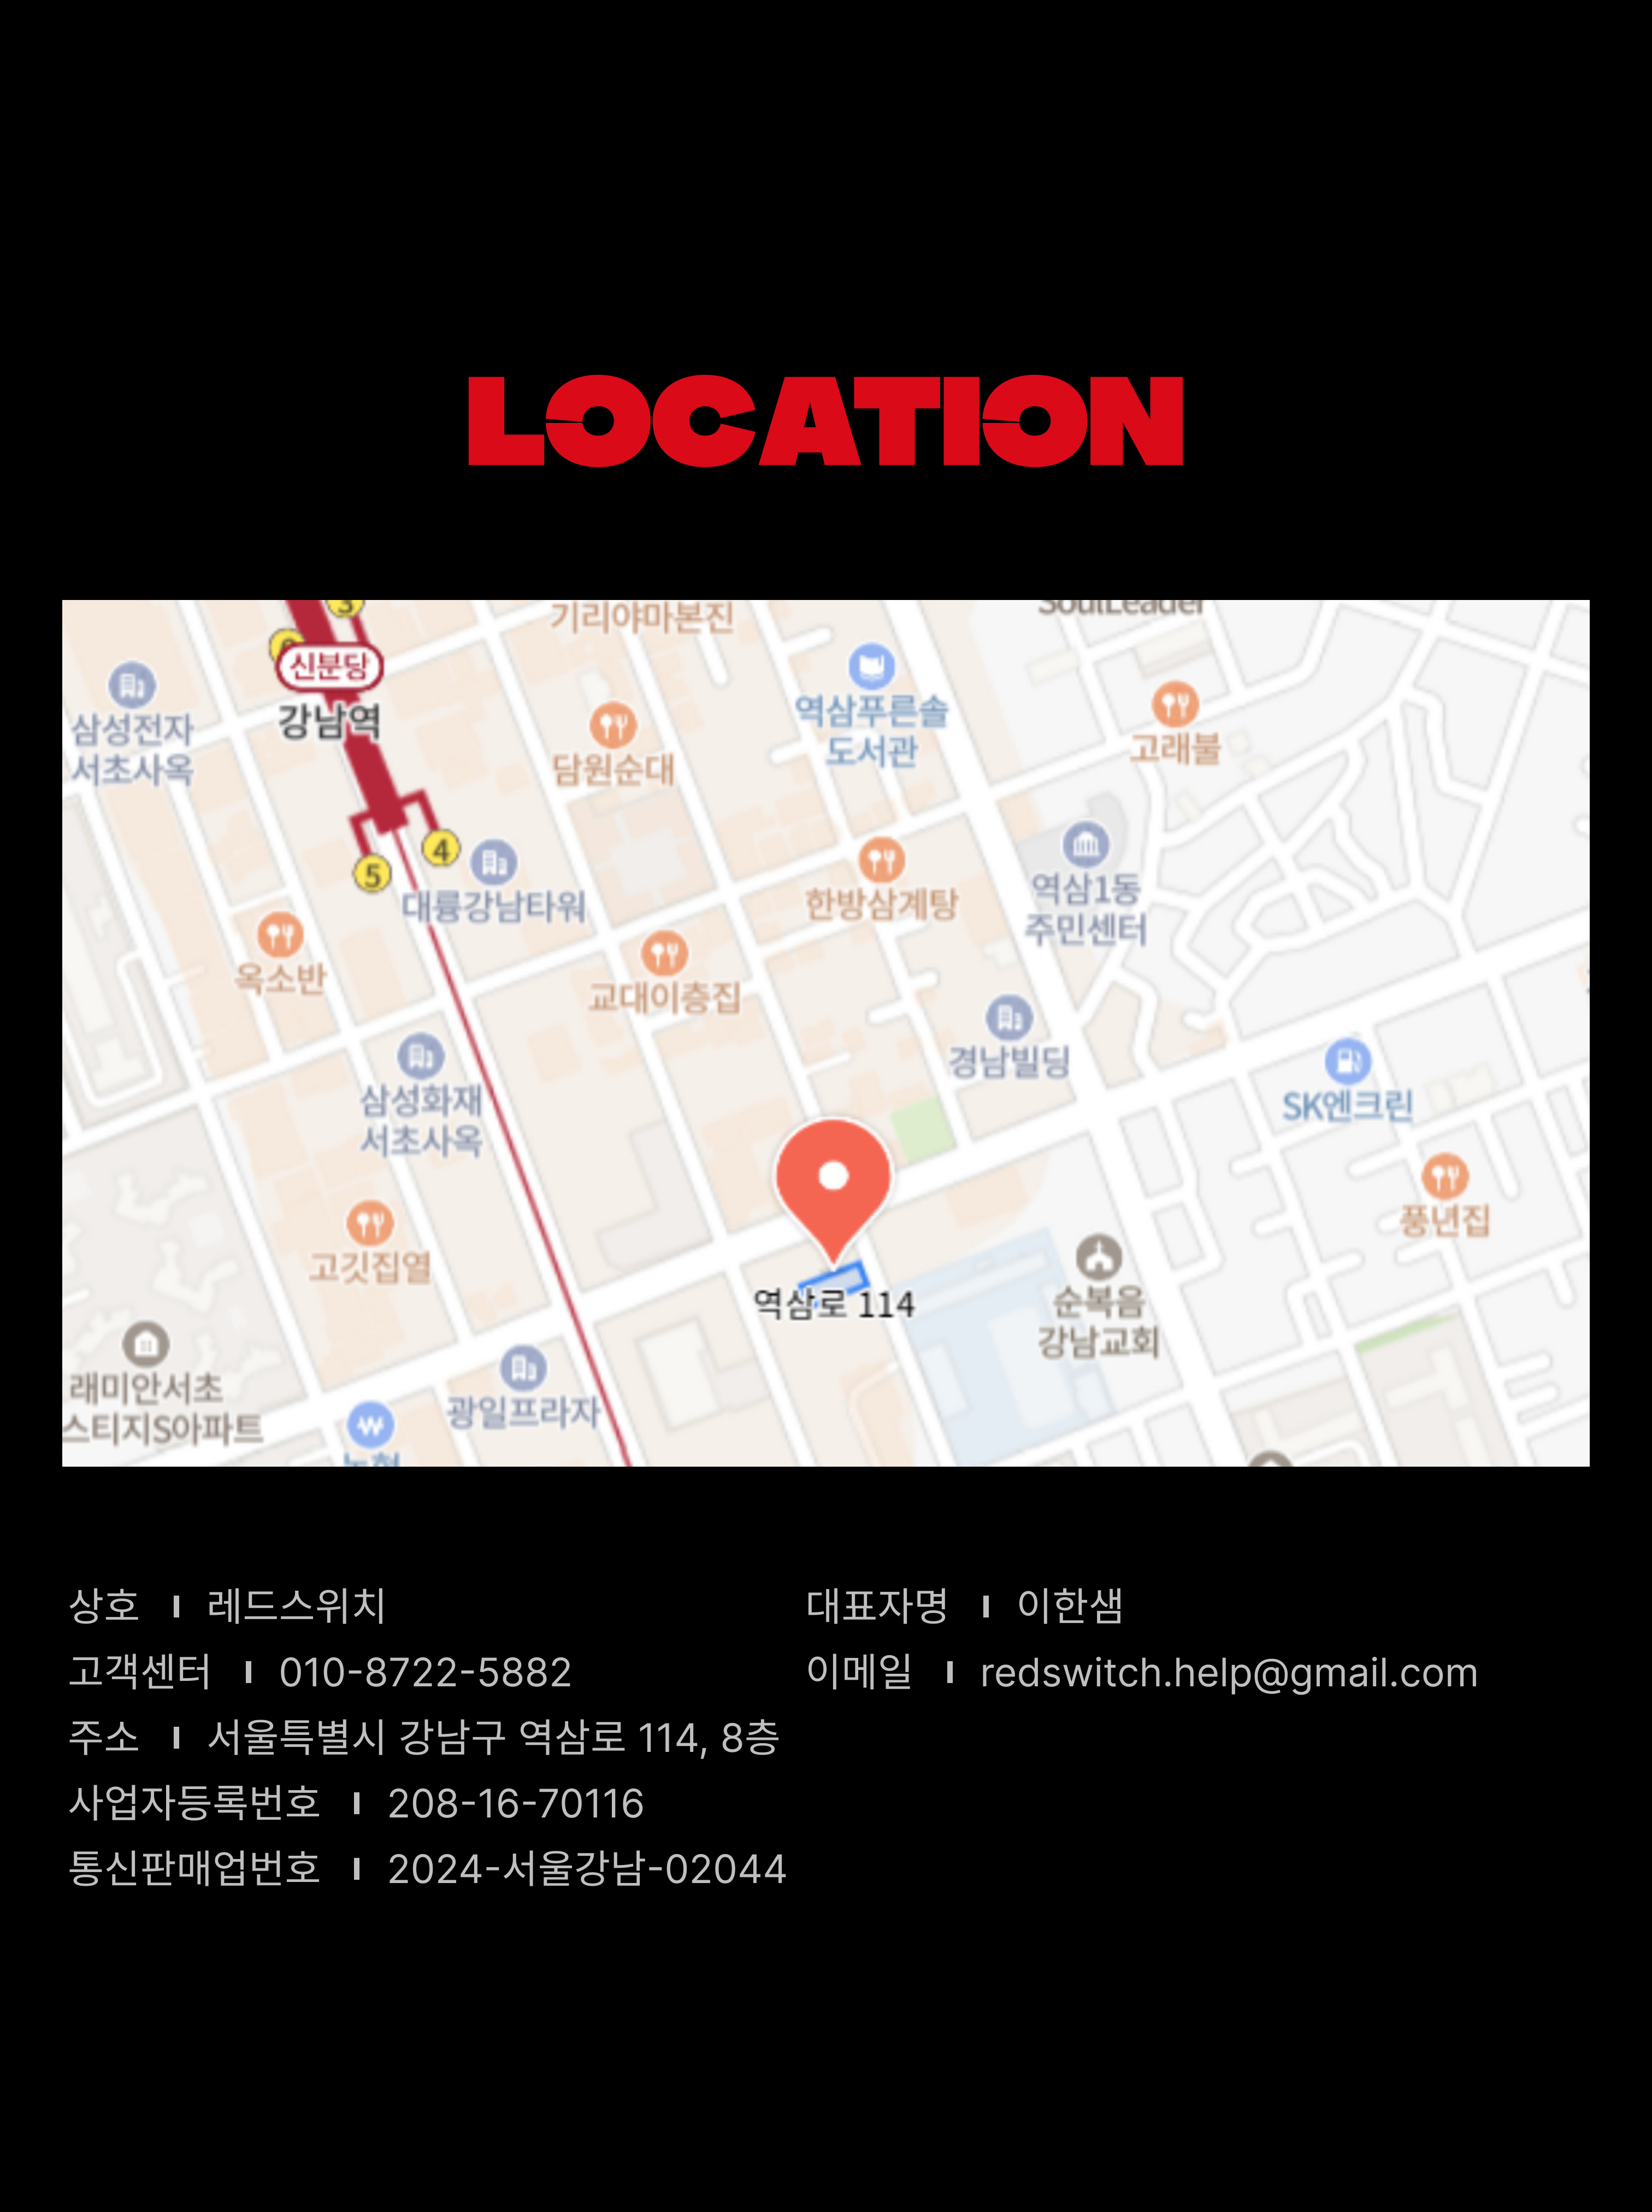 LOCATION
기리야마본진
SoulLeader
3
신분당
강남역
삼성전자
서초사옥
담원순대
역삼푸른솔
도서관
고래불
4
5
대륭강남타워
한방삼계탕
역삼1동
주민센터
옥소반
교대이층집
경남빌딩
삼성화재
서초사옥
SK엔크린
고깃집열
풍년집
역삼로 114
순복음
강남교회
래미안서초
스티지S아파트
광일프라자
상호 ı 레드스위치
대표자명 ı 이한샘
고객센터 ı 010-8722-5882
이메일 ı redswitch.help@gmail.com
주소 ı 서울특별시 강남구 역삼로 114, 8층
사업자등록번호 ı 208-16-70116
통신판매업번호 ı 2024-서울강남-02044